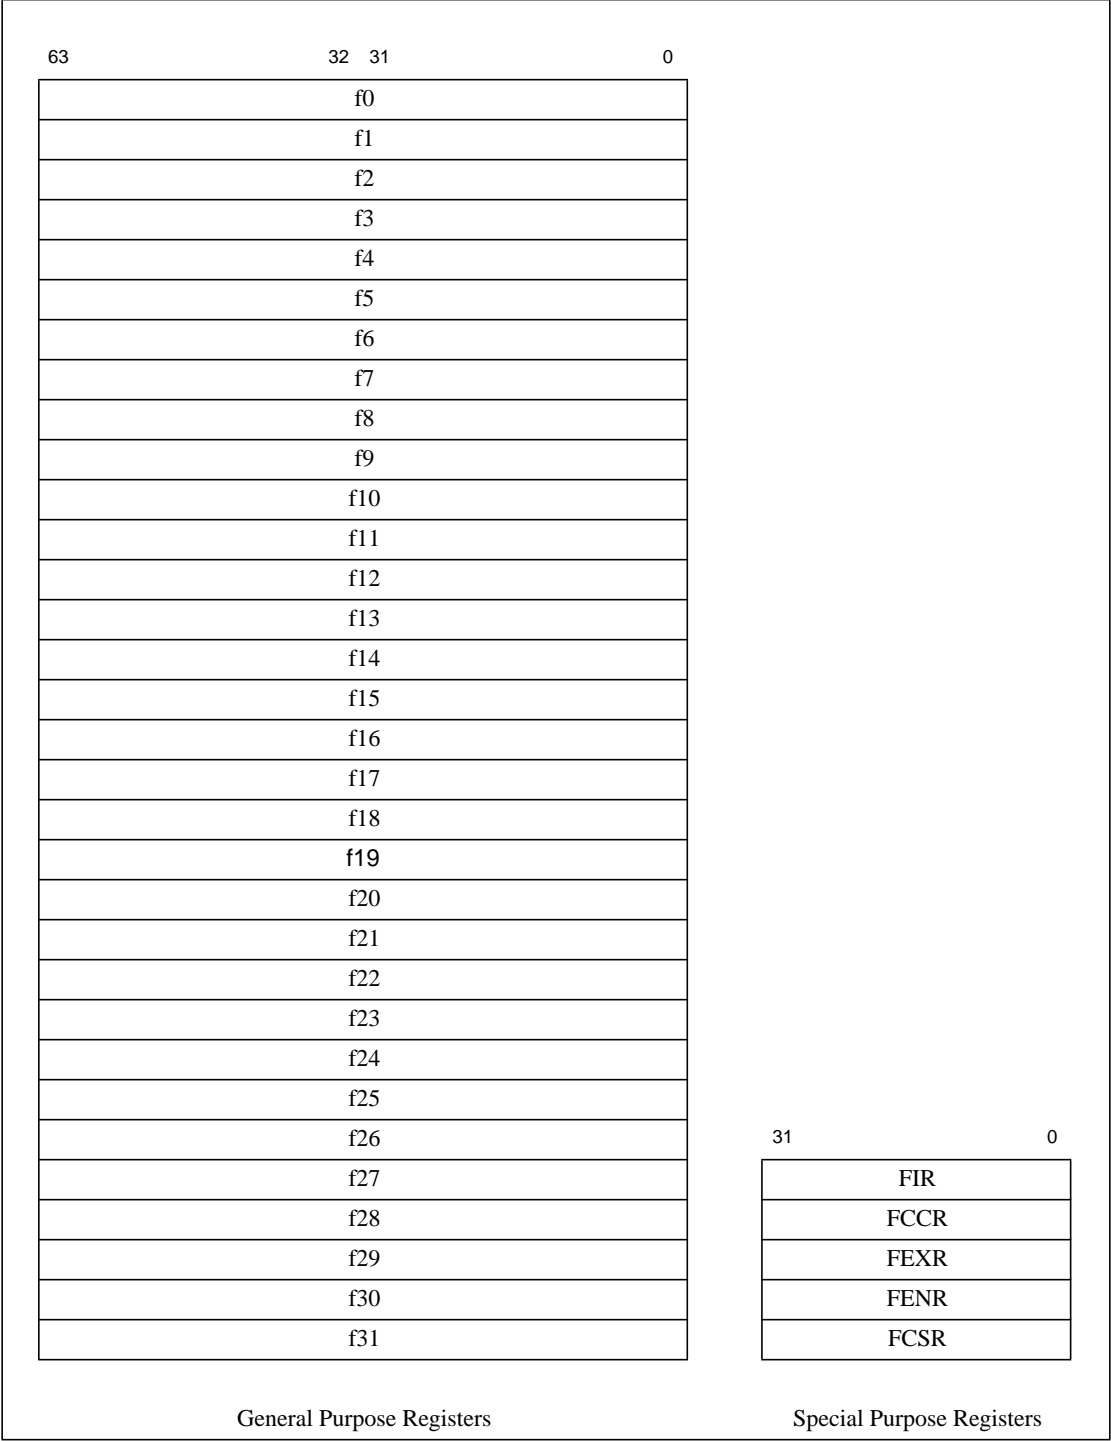 63 32 31 0
f0
f1
f2
f3
f4
f5
f6
f7
f8
f9
f10
f11
f12
f13
f14
f15
f16
f17
f18
f19
f20
f21
f22
f23
f24
f25
f26
f27
f28
f29
f30
f31
General Purpose Registers
31 0
FIR
FCCR
FEXR
FENR
FCSR
Special Purpose Registers